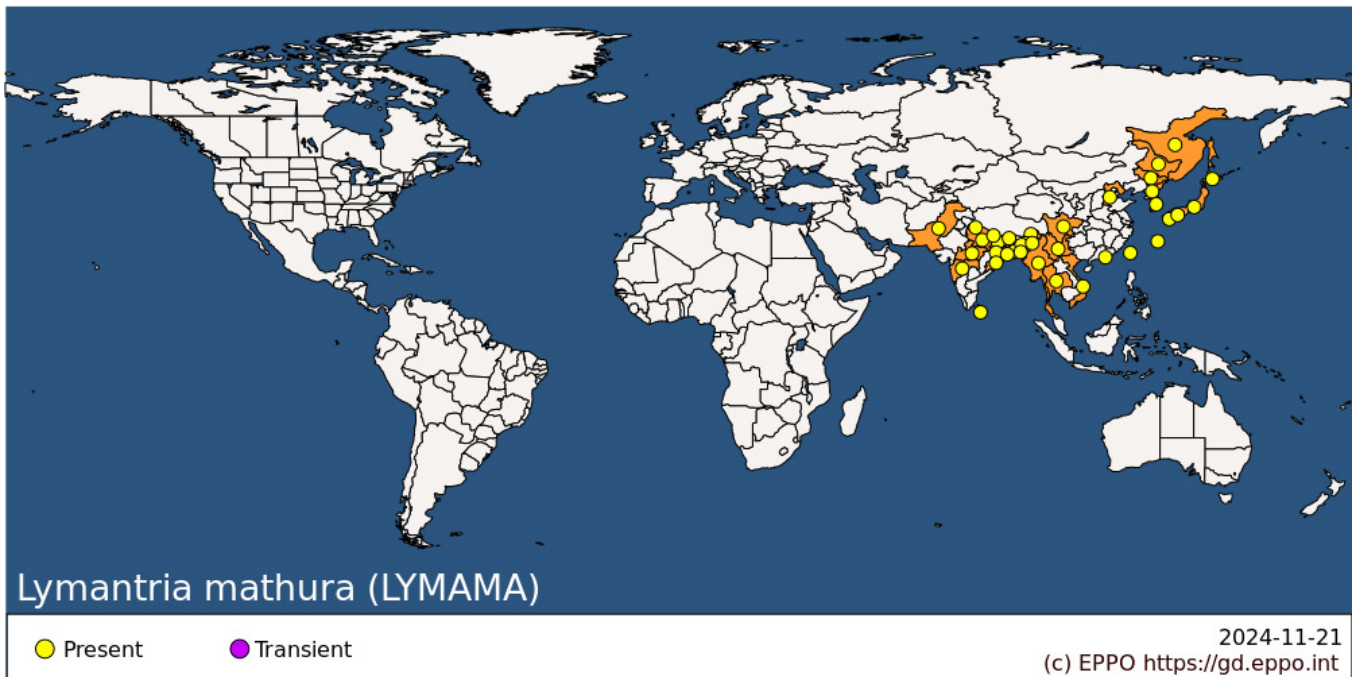 Lymantria mathura (LYMAMA)
Present
Transient
2024-11-21
(c) EPPO https://gd.eppo.int